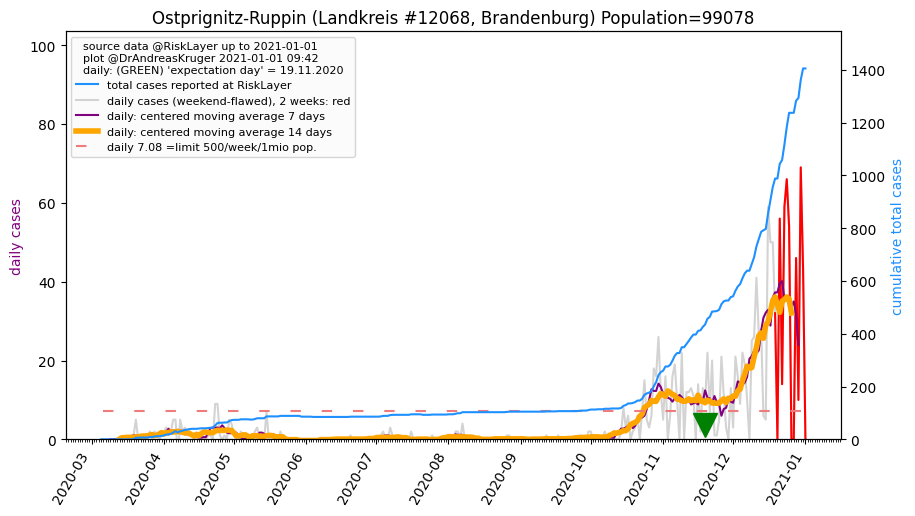 Ostprignitz-Ruppin (Landkreis #12068, Brandenburg) Population=99078
source data @RiskLayer up to 2021-01-01
plot @DrAndreasKruger 2021-01-01 09:42
daily: (GREEN) 'expectation day' = 19.11.2020
total cases reported at RiskLayer
daily cases (weekend-flawed), 2 weeks: red
daily: centered moving average 7 days
daily: centered moving average 14 days
daily 7.08 =limit 500/week/1mio pop.
daily cases
100
80
60
40
20
0
cumulative total cases
1400
1200
1000
800
600
400
200
0
2020-03
2020-04
2020-05
2020-06
2020-07
2020-08
2020-09
2020-10
2020-11
2020-12
2021-01